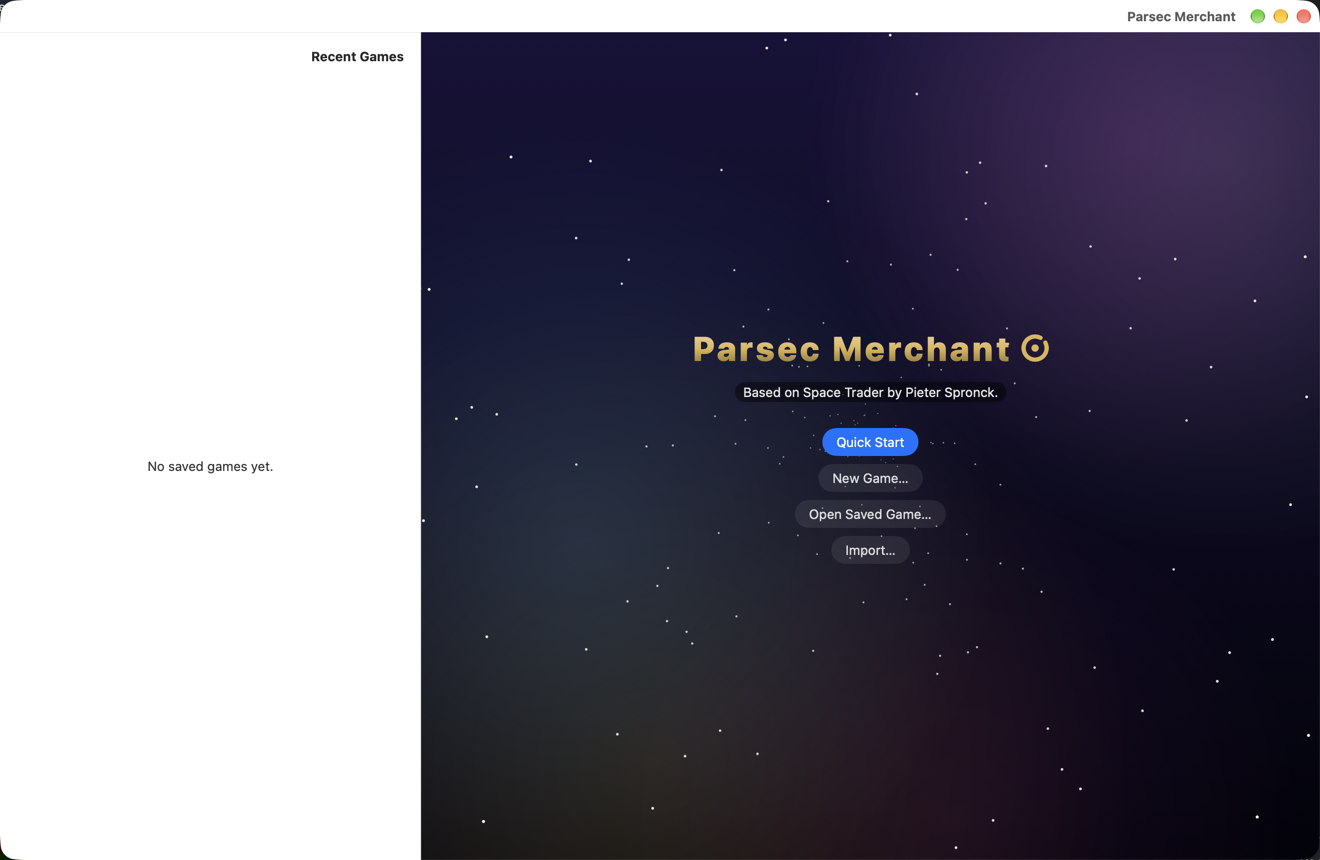 Parsec Merchant
Recent Games
No saved games yet.
Parsec Merchant
Based on Space Trader by Pieter Spronck.
Quick Start
New Game...
Open Saved Game...
Import...